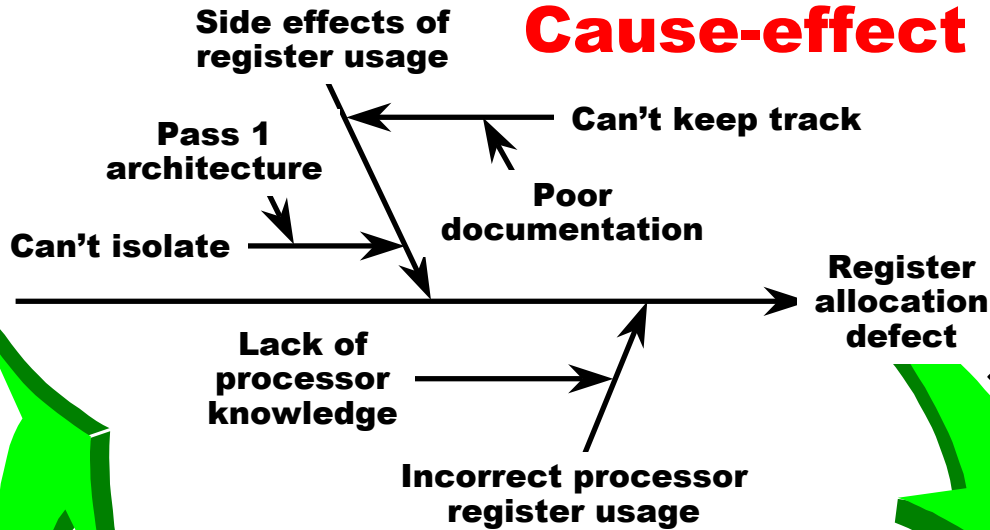 Cause-effect
Side effects of
register usage
Can't keep track
Pass 1
architecture
Poor
documentation
Can't isolate
Register
allocation
defect
Lack of
processor
knowledge
Incorrect processor
register usage